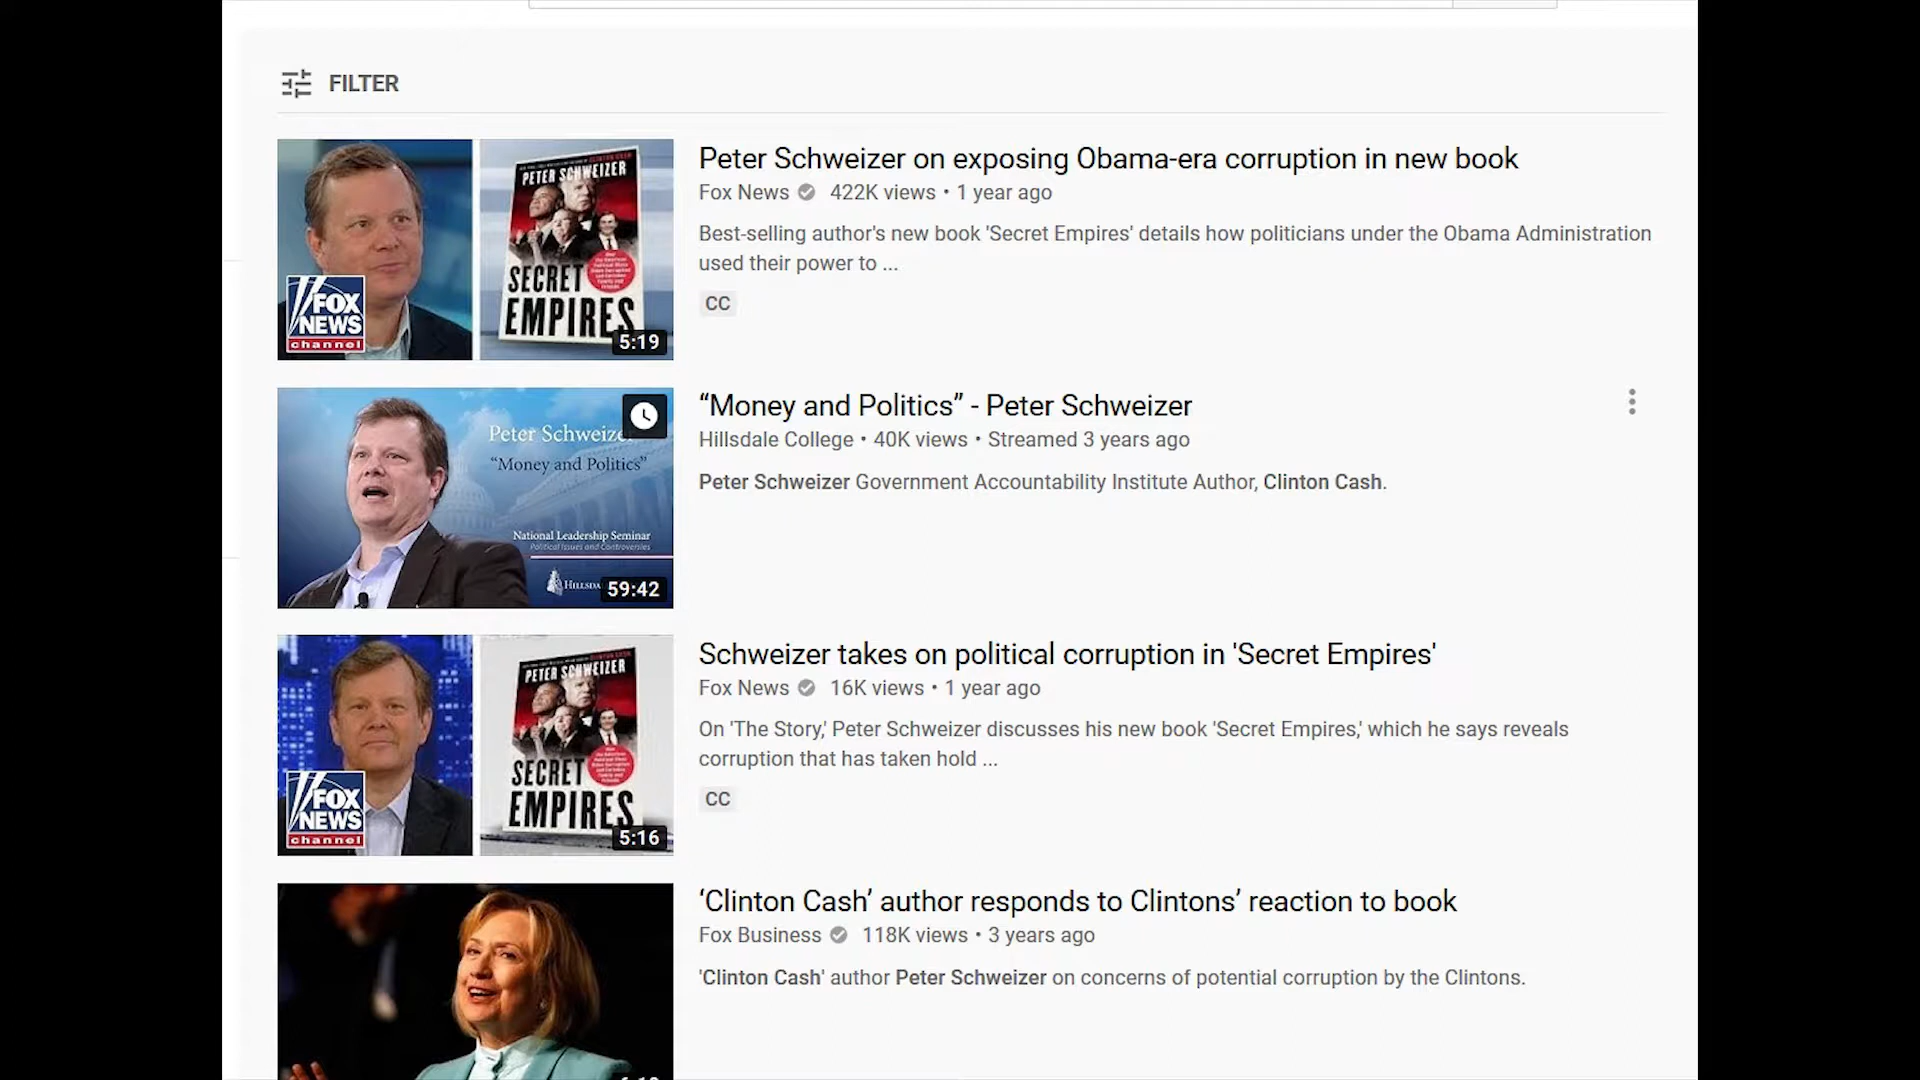 FILTER
PETER SCHWEIZER
SECRET
EMPIRES
FOX
NEWS
channel
5:19
Peter Schweizer on exposing Obama-era corruption in new book
Fox News 422K views • 1 year ago
Best-selling author's new book 'Secret Empires' details how politicians under the Obama Administration
used their power to ...
CC
Peter Schweize
“Money and Politics”
National Leadership Seminar
Political Issues and Controversies
HILLSDA
59:42
“Money and Politics” - Peter Schweizer
Hillsdale College • 40K views • Streamed 3 years ago
Peter Schweizer Government Accountability Institute Author, Clinton Cash.
PETER SCHWEIZER
SECRET
EMPIRES
FOX
NEWS
channel
5:16
Schweizer takes on political corruption in 'Secret Empires'
Fox News 16K views • 1 year ago
On 'The Story,' Peter Schweizer discusses his new book 'Secret Empires,' which he says reveals
corruption that has taken hold ...
CC
‘Clinton Cash’ author responds to Clintons’ reaction to book
Fox Business 118K views • 3 years ago
'Clinton Cash' author Peter Schweizer on concerns of potential corruption by the Clintons.